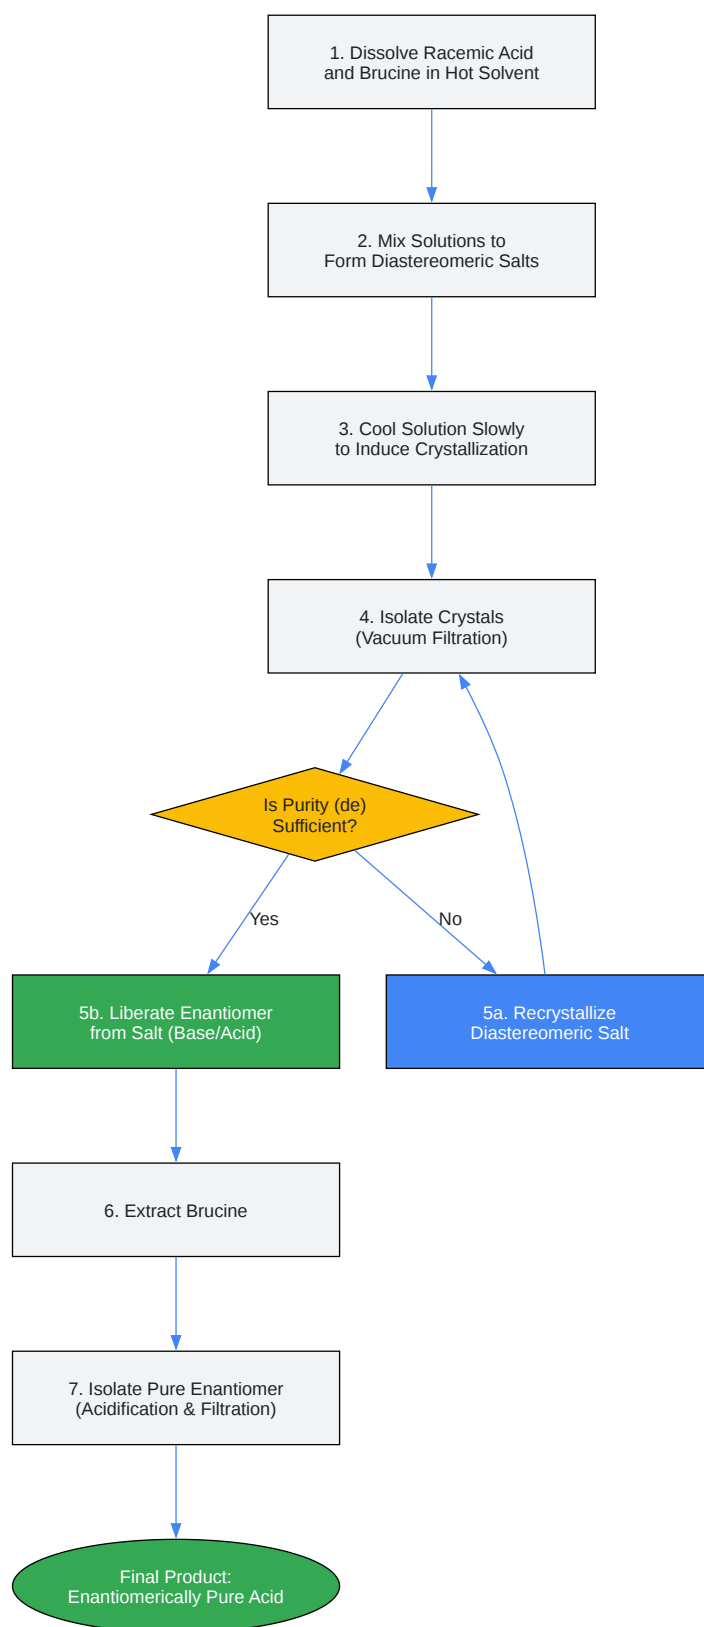 1. Dissolve Racemic Acid
and Brucine in Hot Solvent
2. Mix Solutions to
Form Diastereomeric Salts
3. Cool Solution Slowly
to Induce Crystallization
4. Isolate Crystals
(Vacuum Filtration)
Is Purity (de)
Sufficient?
Yes
No
5b. Liberate Enantiomer
from Salt (Base/Acid)
5a. Recrystallize
Diastereomeric Salt
6. Extract Brucine
7. Isolate Pure Enantiomer
(Acidification & Filtration)
Final Product:
Enantiomerically Pure Acid